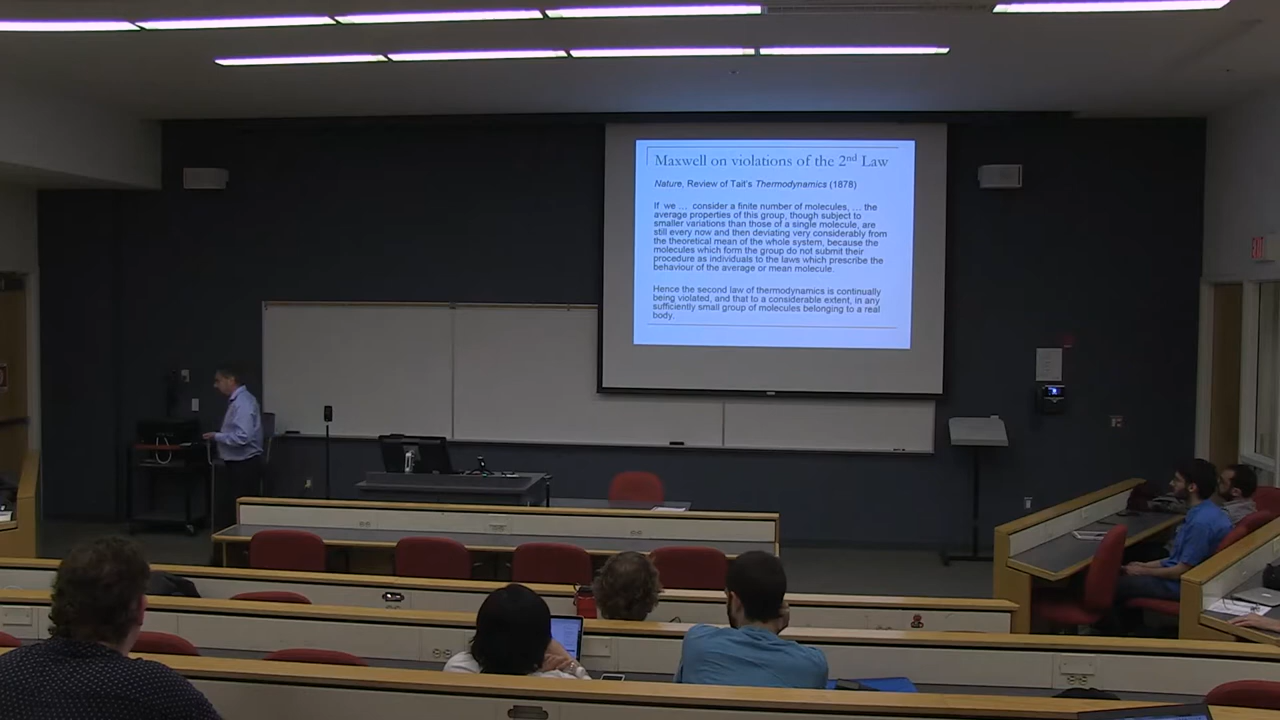 Maxwell on violations of the 2nd Law
Nature, Review of Tait's Thermodynamics (1878)
If we ... consider a finite number of molecules, ... the
average properties of this group, though subject to
smaller variations than those of a single molecule, are
still every now and then deviating very considerably from
the theoretical mean of the whole system, because the
molecules which form the group do not submit their
procedure as individuals to the laws which prescribe the
behaviour of the average or mean molecule.
Hence the second law of thermodynamics is continually
being violated, and that to a considerable extent, in any
sufficiently small group of molecules belonging to a real
body.